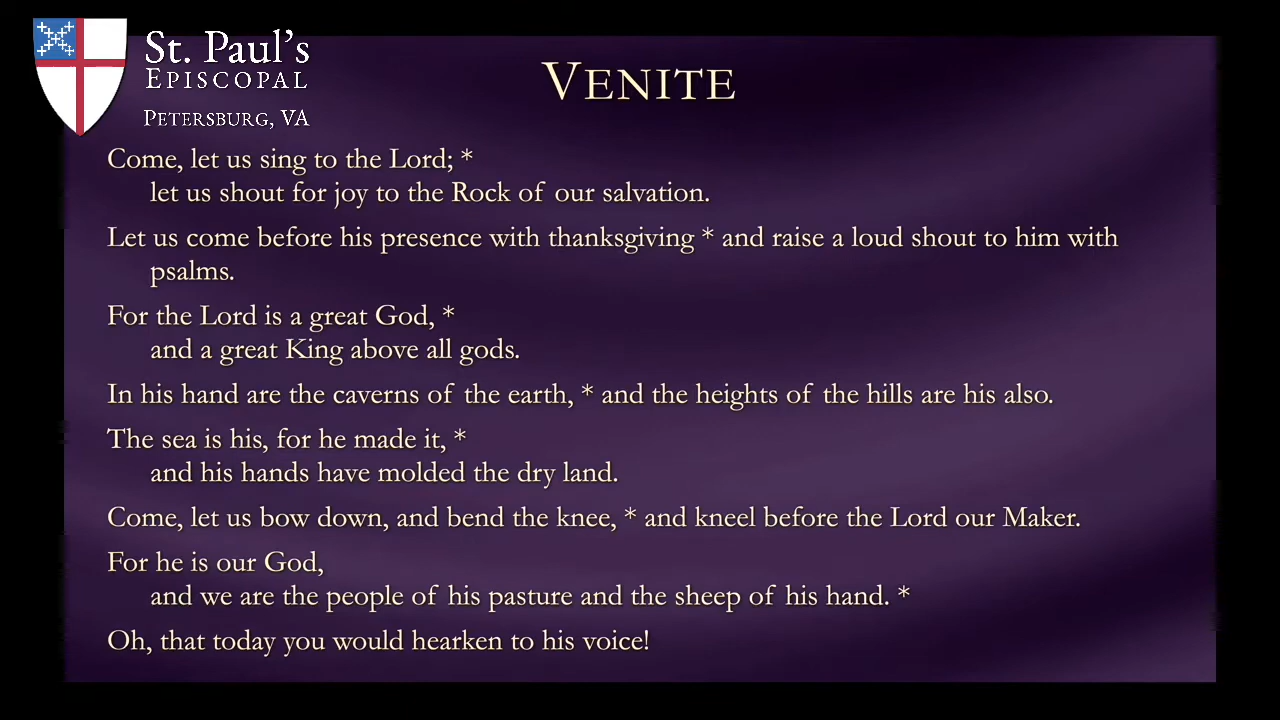 St. Paul's
Episcopal
Petersburg, VA
Venite
Come, let us sing to the Lord; *
let us shout for joy to the Rock of our salvation.
Let us come before his presence with thanksgiving * and raise a loud shout to him with
psalms.
For the Lord is a great God, *
and a great King above all gods.
In his hand are the caverns of the earth, * and the heights of the hills are his also.
The sea is his, for he made it, *
and his hands have molded the dry land.
Come, let us bow down, and bend the knee, * and kneel before the Lord our Maker.
For he is our God,
and we are the people of his pasture and the sheep of his hand. *
Oh, that today you would hearken to his voice!